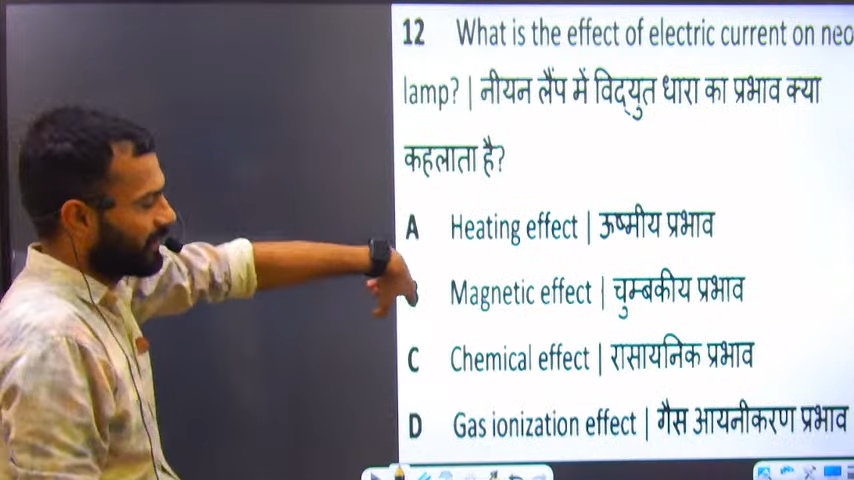 12 What is the effect of electric current on neo
lamp? | नीयन लैंप में विद्युत धारा का प्रभाव क्या
कहलाता है?
A Heating effect | ऊष्मीय प्रभाव
Magnetic effect | चुम्बकीय प्रभाव
C Chemical effect | रासायनिक प्रभाव
D Gas ionization effect | गैस आयनीकरण प्रभाव